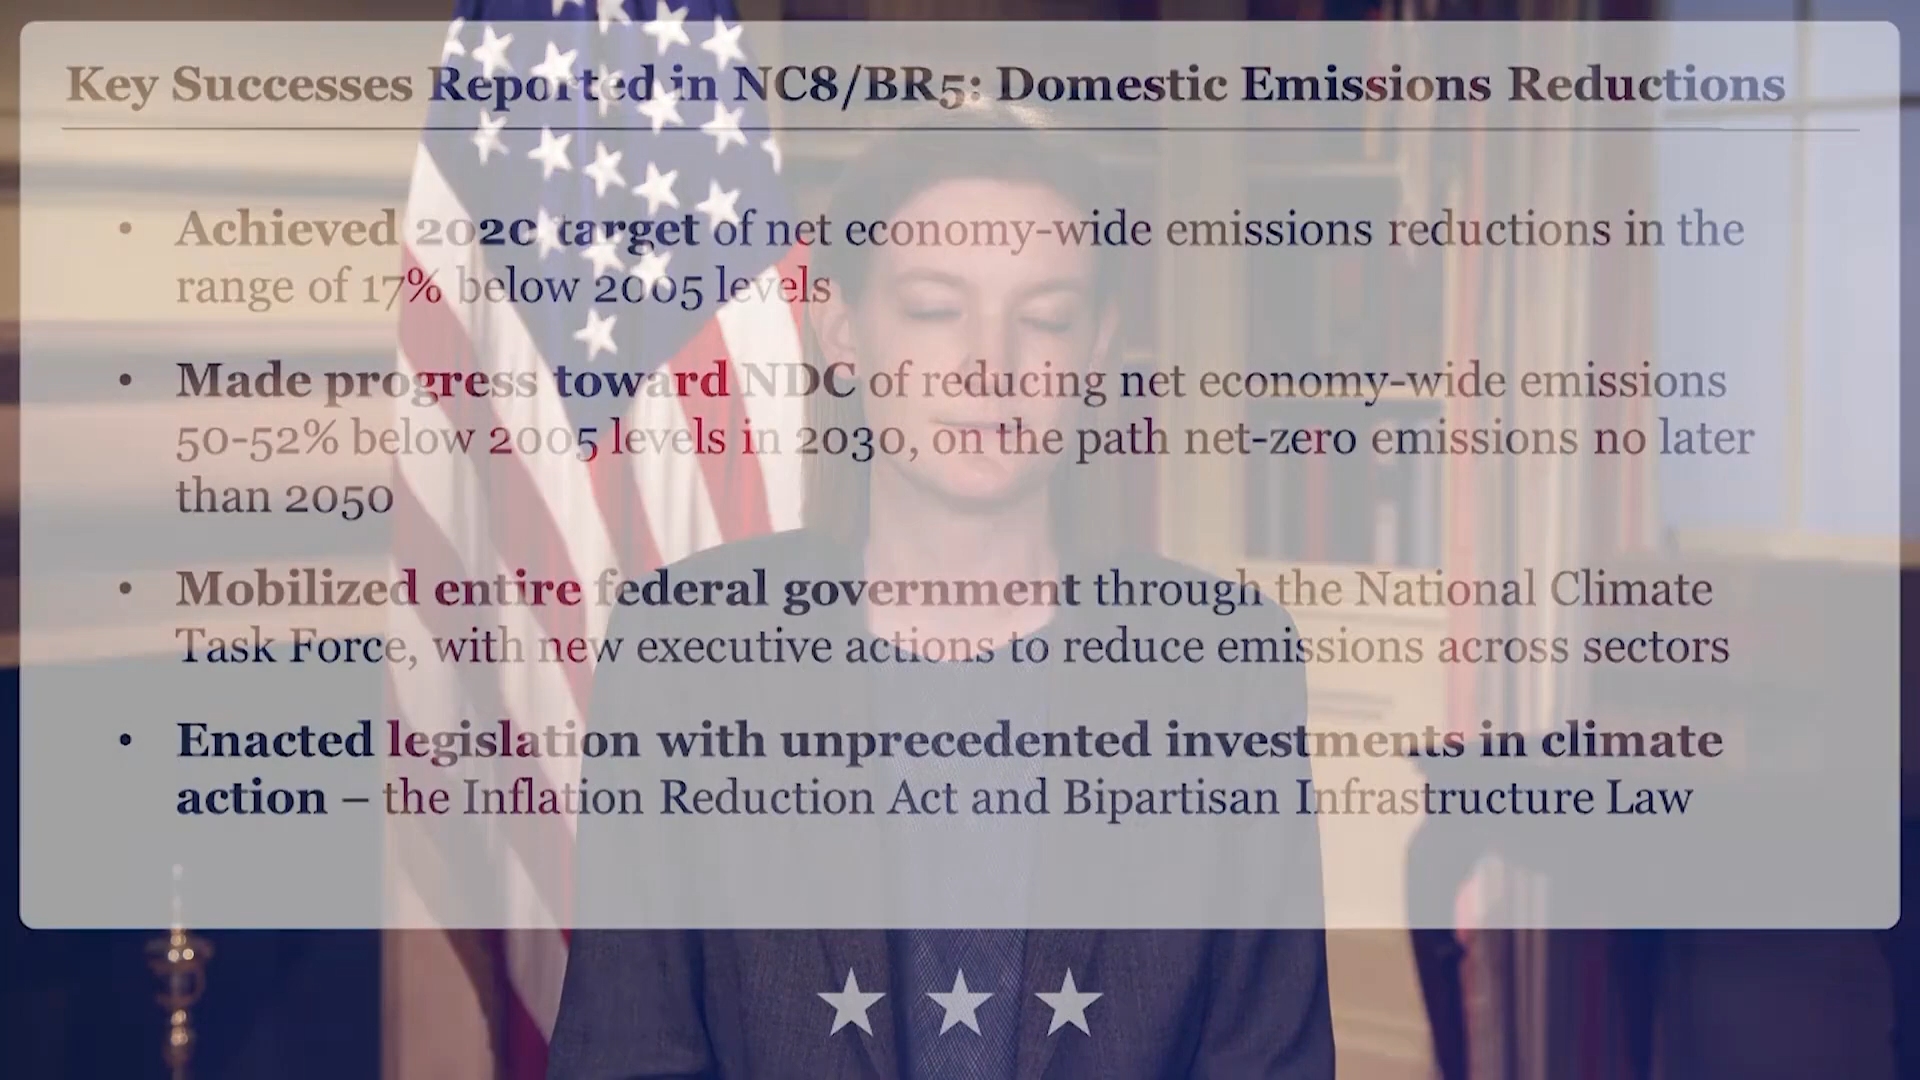 Key Successes Reported in NC8/BR5: Domestic Emissions Reductions
• Achieved 2020 target of net economy-wide emissions reductions in the
range of 17% below 2005 levels
• Made progress toward NDC of reducing net economy-wide emissions
50-52% below 2005 levels in 2030, on the path net-zero emissions no later
than 2050
• Mobilized entire federal government through the National Climate
Task Force, with new executive actions to reduce emissions across sectors
• Enacted legislation with unprecedented investments in climate
action – the Inflation Reduction Act and Bipartisan Infrastructure Law